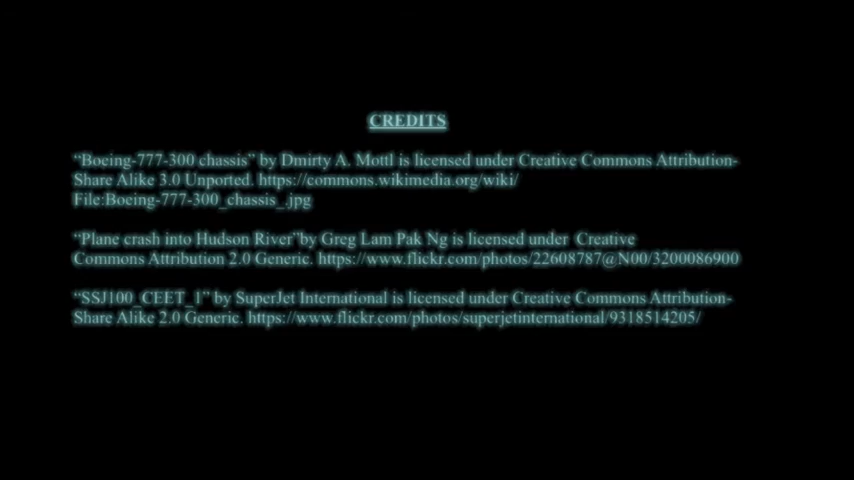 CREDITS
“Boeing-777-300 chassis” by Dmirty A. Mottl is licensed under Creative Commons Attribution-
Share Alike 3.0 Unported. https://commons.wikimedia.org/wiki/
File:Boeing-777-300_chassis_.jpg
“Plane crash into Hudson River”by Greg Lam Pak Ng is licensed under  Creative
Commons Attribution 2.0 Generic. https://www.flickr.com/photos/22608787@N00/3200086900
“SSJ100_CEET_1” by SuperJet International is licensed under Creative Commons Attribution-
Share Alike 2.0 Generic. https://www.flickr.com/photos/superjetinternational/9318514205/